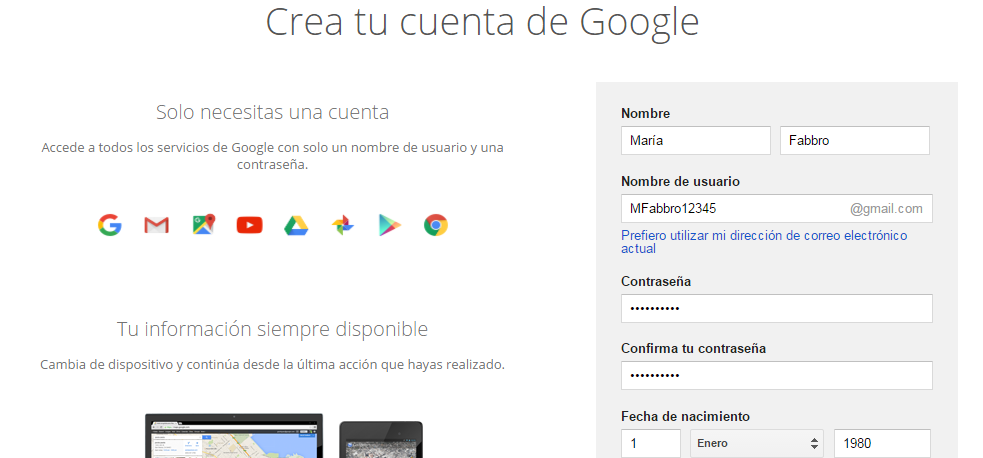 Crea tu cuenta de Google
Solo necesitas una cuenta
Accede a todos los servicios de Google con solo un nombre de usuario y una
contraseña.
Tu información siempre disponible
Cambia de dispositivo y continúa desde la última acción que hayas realizado.
Nombre
María Fabbro
Nombre de usuario
MFabbro12345 @gmail.com
Prefiero utilizar mi dirección de correo electrónico
actual
Contraseña
••••••••••
Confirma tu contraseña
••••••••••
Fecha de nacimiento
1 Enero 1980